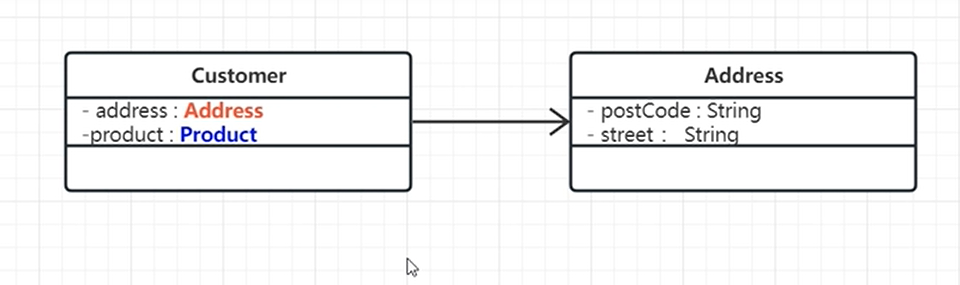 Customer
- address : Address
-product : Product
Address
- postCode : String
- street :  String